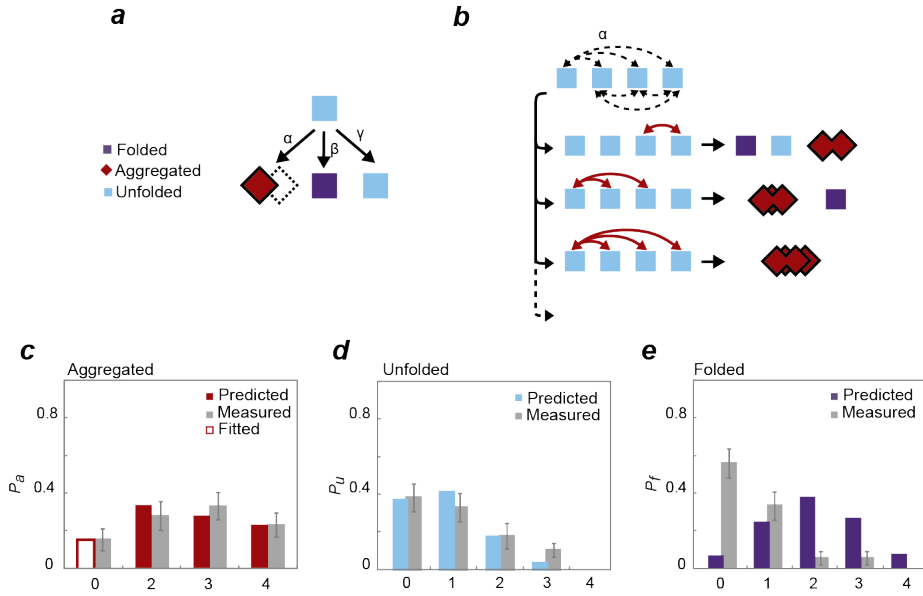 a
α
β
γ
Folded
Aggregated
Unfolded
b
α
c
Aggregated
Predicted
Measured
Fitted
0.8
0.4
0
Pa
0 2 3 4
d
Unfolded
Predicted
Measured
0.8
0.4
0
Pu
0 1 2 3 4
e
Folded
Predicted
Measured
0.8
0.4
0
Pf
0 1 2 3 4